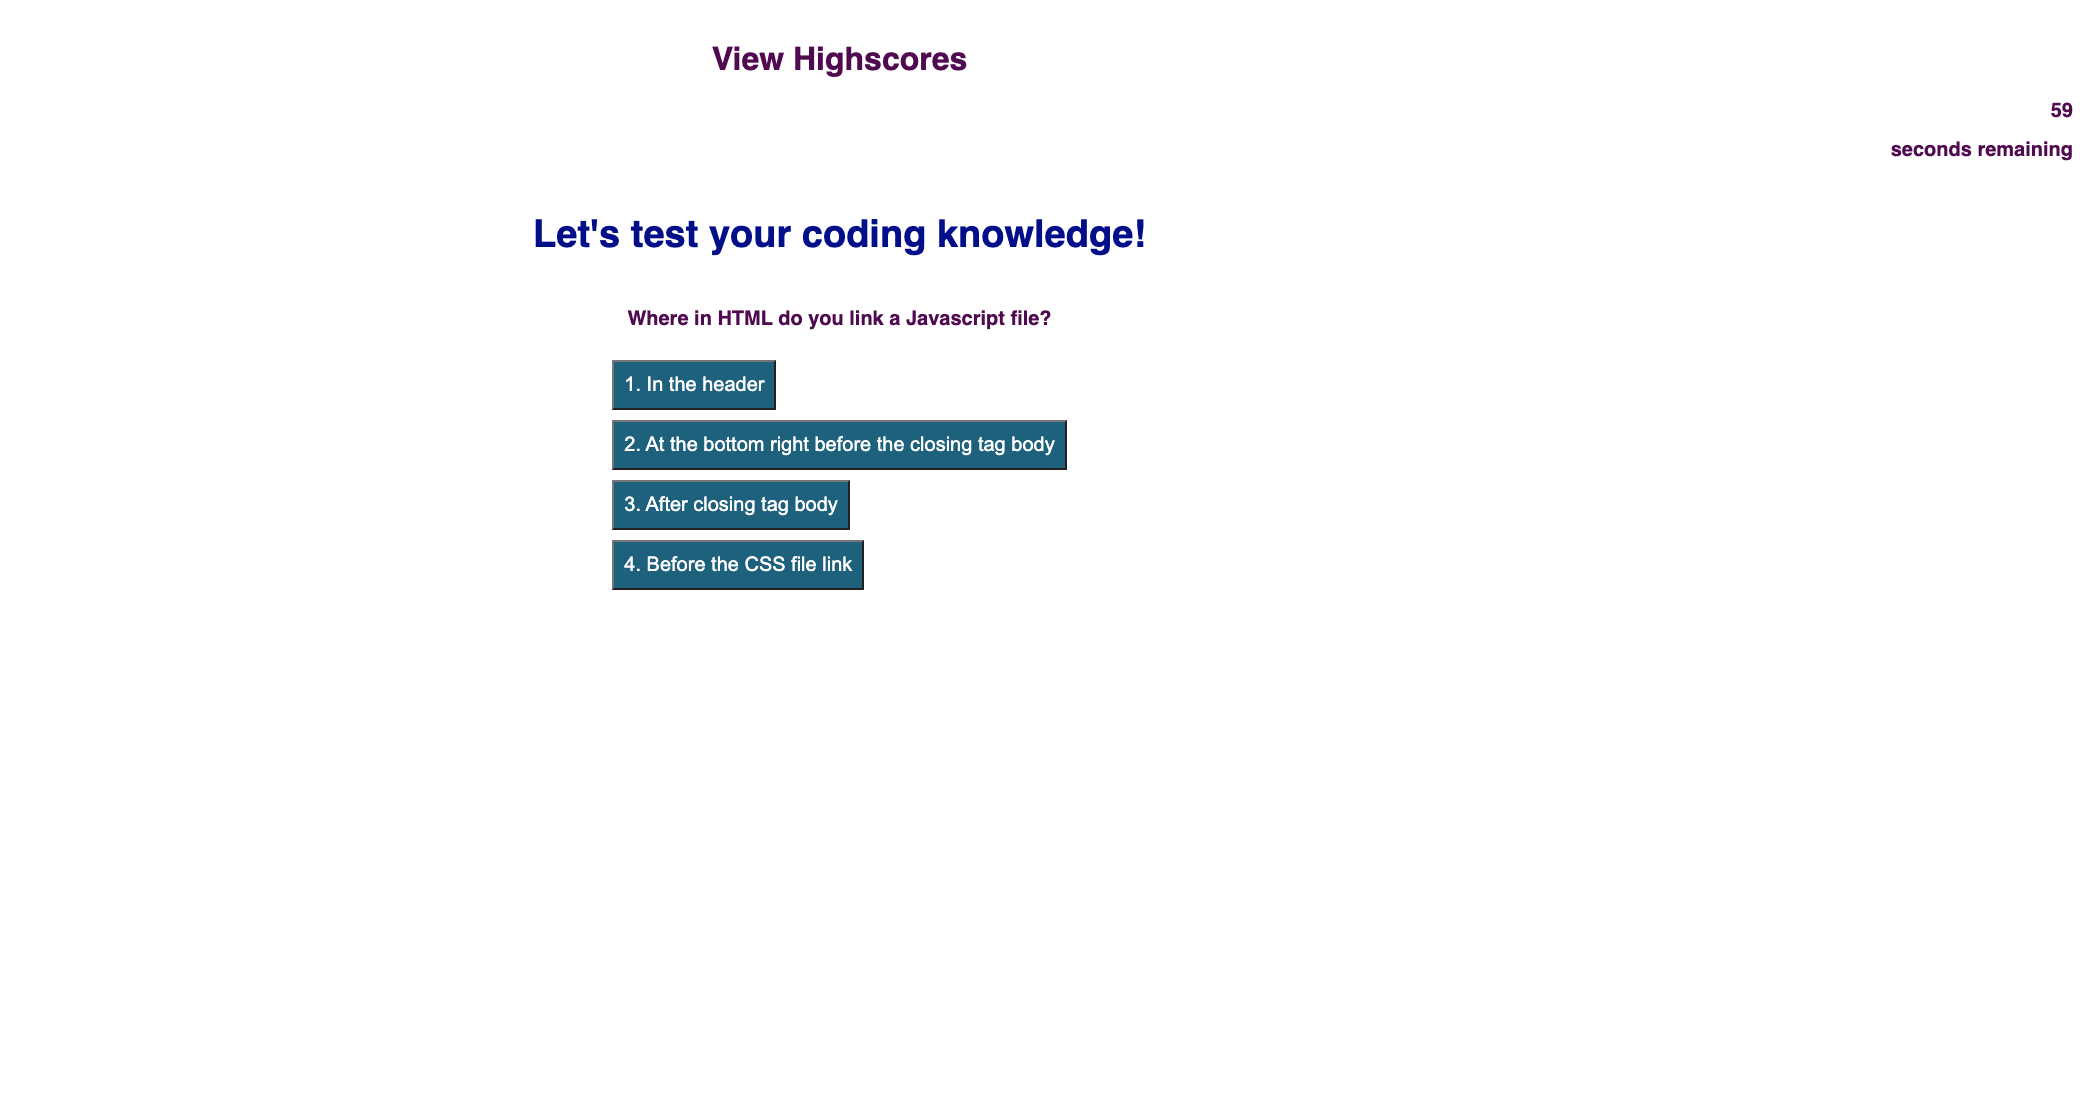 View Highscores
59
seconds remaining
Let's test your coding knowledge!
Where in HTML do you link a Javascript file?
1. In the header
2. At the bottom right before the closing tag body
3. After closing tag body
4. Before the CSS file link